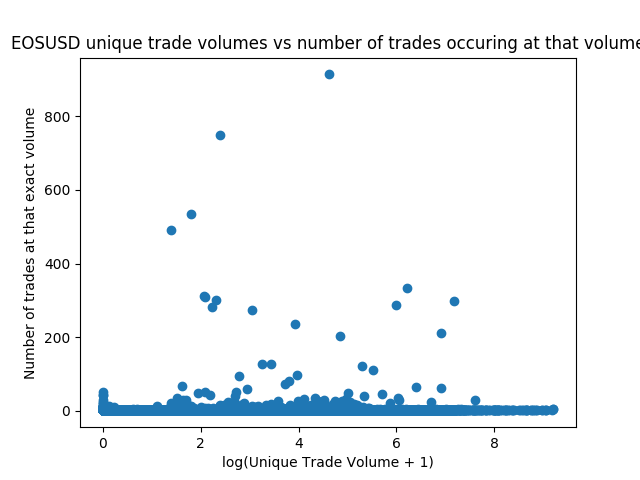 EOSUSD unique trade volumes vs number of trades occuring at that volume
Number of trades at that exact volume
800
600
400
200
0
0 2 4 6 8
log(Unique Trade Volume + 1)